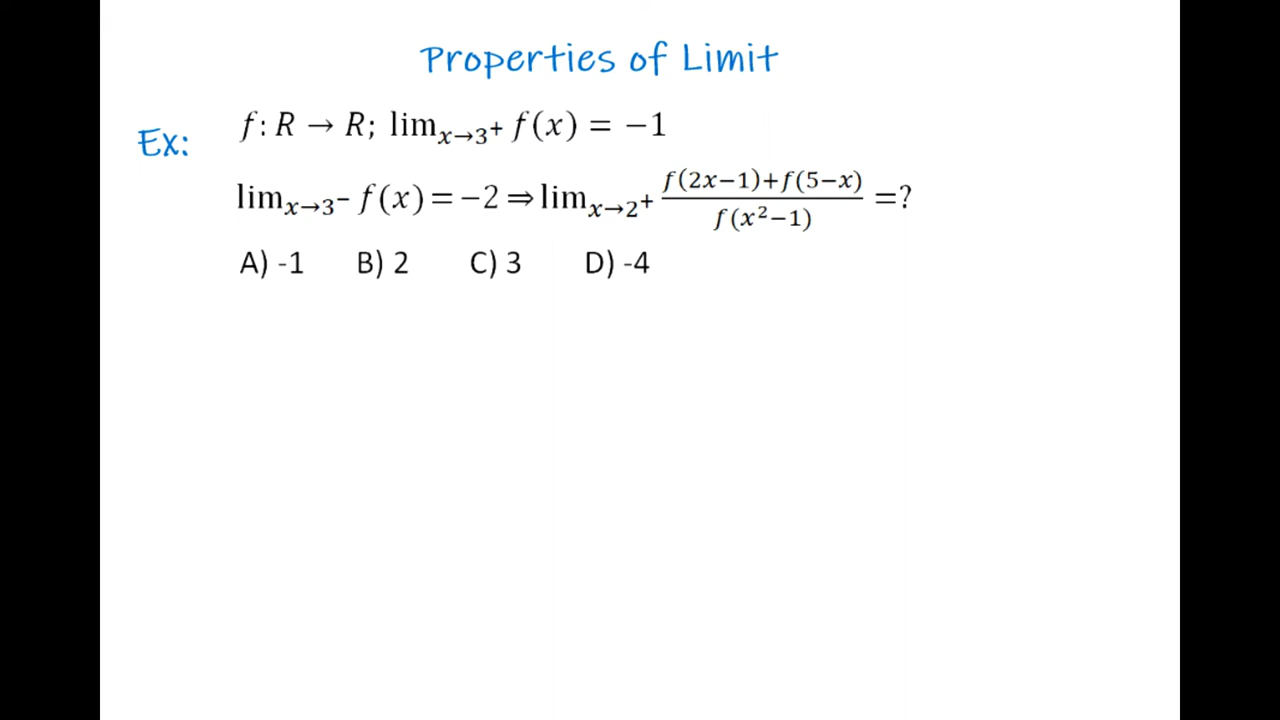 Properties of Limit
Ex: f: R → R; lim_{x→3⁺} f(x) = −1
lim_{x→3⁻} f(x) = −2 ⇒ lim_{x→2⁺} \frac{f(2x−1)+f(5−x)}{f(x²−1)} =?
A) -1 B) 2 C) 3 D) -4